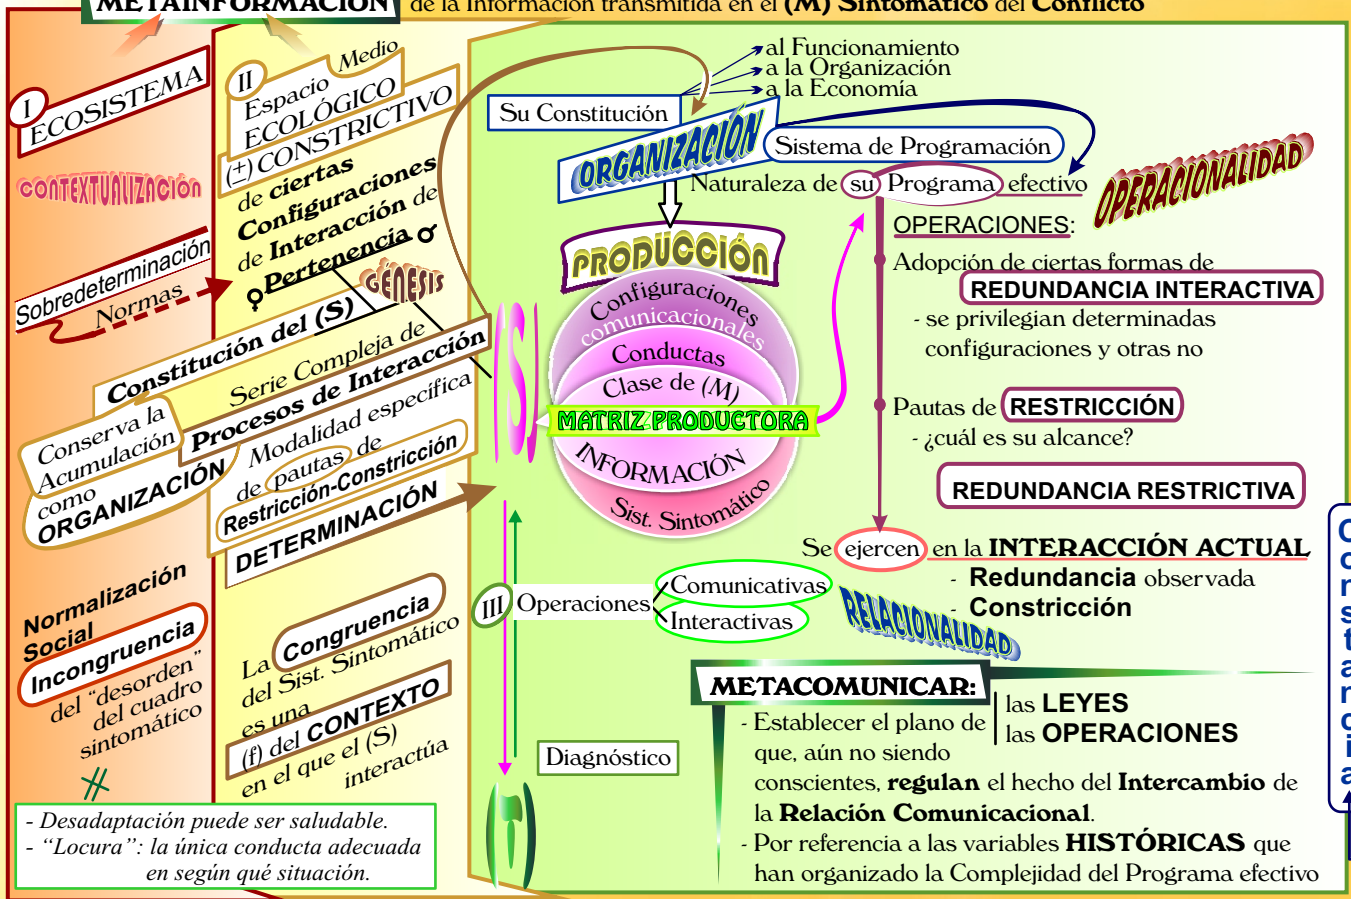 METAINFORMACIÓN de la Información transmitida en el (M) Sintomático del Conflicto
I
ECOSISTEMA
CONTEXTUALIZACIÓN
Sobredeterminación
Normas
II
Espacio Medio
ECOLÓGICO
(±) CONSTRICTIVO
de ciertas
Configuraciones
de Interacción de
Pertenencia ♂
♀
GÉNESIS
Constitución del (S)
Serie Compleja de
Procesos de Interacción
Conserva la
Acumulación
como
ORGANIZACIÓN
Modalidad específica
de pautas de
Restricción-Constricción
DETERMINACIÓN
Normalización
Social
Incongruencia
del "desorden"
del cuadro
sintomático
La Congruencia
del Sist. Sintomático
es una
(f) del CONTEXTO
en el que el (S)
interactúa
- Desadaptación puede ser saludable.
- "Locura": la única conducta adecuada
en según qué situación.
al Funcionamiento
a la Organización
a la Economía
Su Constitución
ORGANIZACIÓN
Sistema de Programación
Naturaleza de su Programa efectivo
OPERACIONALIDAD
PRODUCCIÓN
Configuraciones
comunicacionales
Conductas
Clase de (M)
MATRIZ PRODUCTORA
INFORMACIÓN
Sist. Sintomático
(S)
OPERACIONES:
Adopción de ciertas formas de
REDUNDANCIA INTERACTIVA
- se privilegian determinadas
configuraciones y otras no
Pautas de RESTRICCIÓN
- ¿cuál es su alcance?
REDUNDANCIA RESTRICTIVA
Se ejercen en la INTERACCIÓN ACTUAL
- Redundancia observada
- Constricción
III Operaciones
Comunicativas
Interactivas
RELACIONALIDAD
Diagnóstico
(T)
METACOMUNICAR:
- Establecer el plano de
las LEYES
las OPERACIONES
que, aún no siendo
conscientes, regulan el hecho del Intercambio de
la Relación Comunicacional.
- Por referencia a las variables HISTÓRICAS que
han organizado la Complejidad del Programa efectivo
Constancia